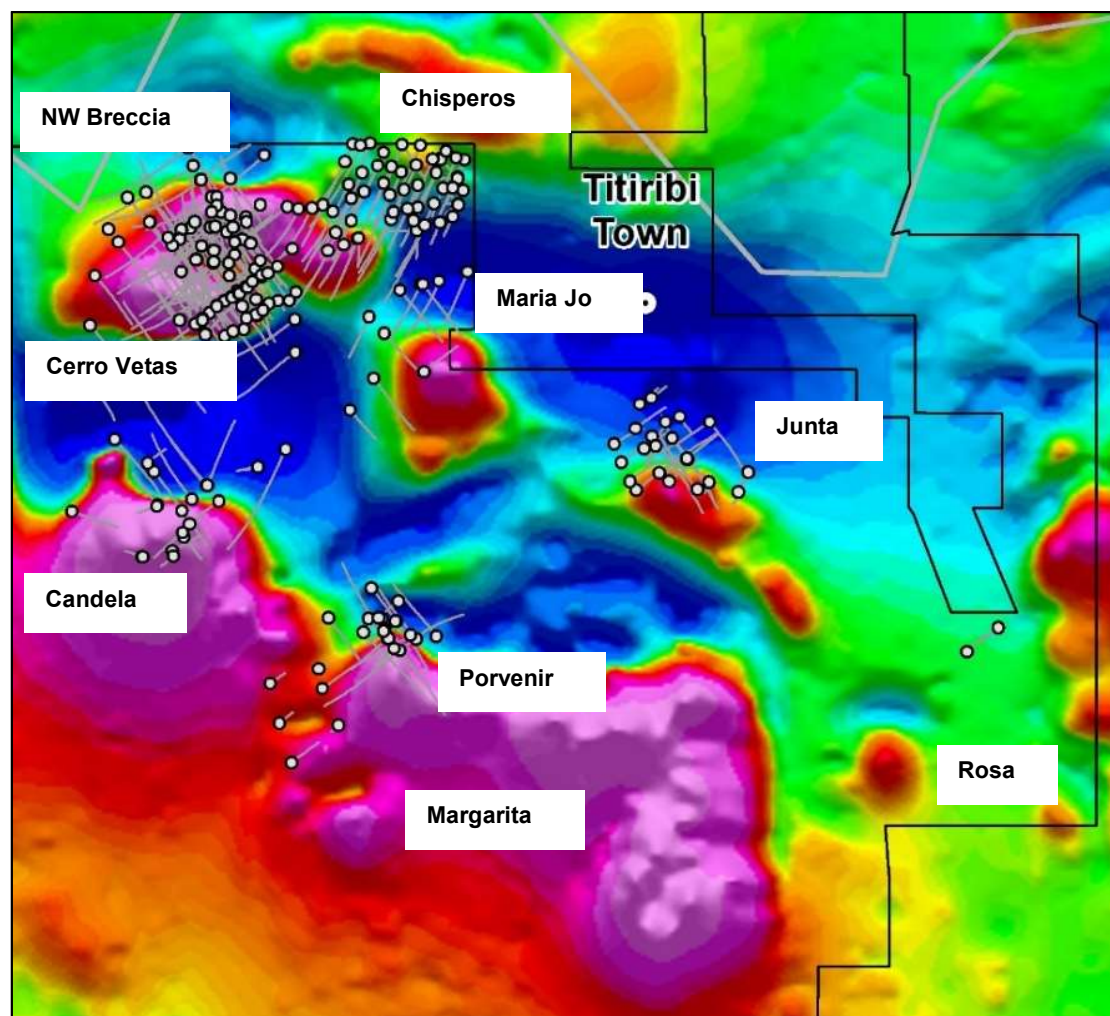 Chisperos
NW Breccia
Titiribi
Town
Maria Jo
Cerro Vetas
Junta
Candela
Porvenir
Rosa
Margarita